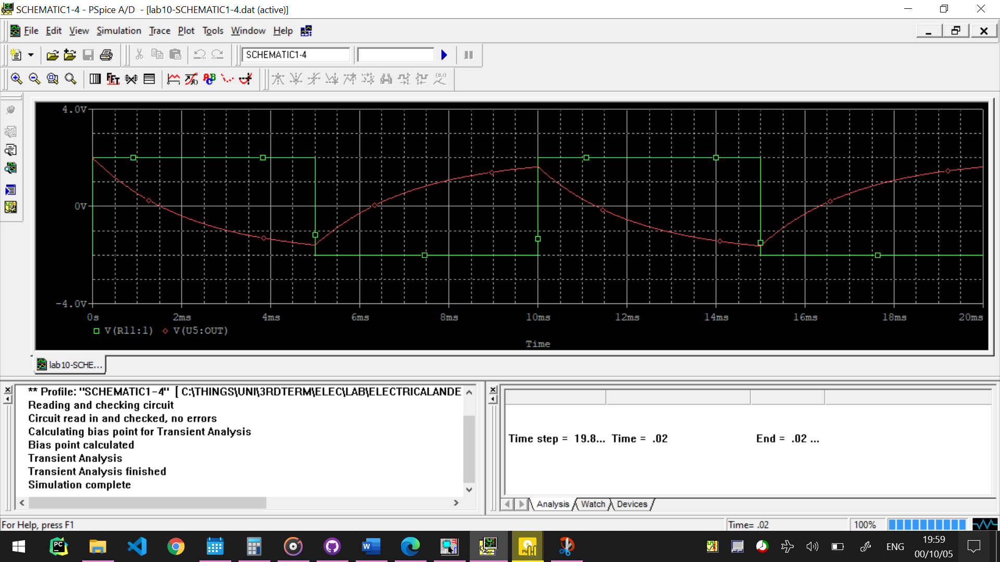 SCHEMATIC1-4 - PSpice A/D - [lab10-SCHEMATIC1-4.dat (active)]
File Edit View Simulation Trace Plot Tools Window Help
SCHEMATIC1-4
4.0V
0V
-4.0V
0s 2ms 4ms 6ms 8ms 10ms 12ms 14ms 16ms 18ms 20ms
V(R11:1) V(U5:OUT)
Time
lab10-SCHE...
** Profile: "SCHEMATIC1-4" [ C:\THINGS\UNI\3RDTERM\ELEC\LAB\ELECTRICALANDE
Reading and checking circuit
Circuit read in and checked, no errors
Calculating bias point for Transient Analysis
Bias point calculated
Transient Analysis
Transient Analysis finished
Simulation complete
Time step = 19.8... Time = .02 End = .02 ...
Analysis Watch Devices
For Help, press F1
Time= .02 100%
ENG
19:59
00/10/05